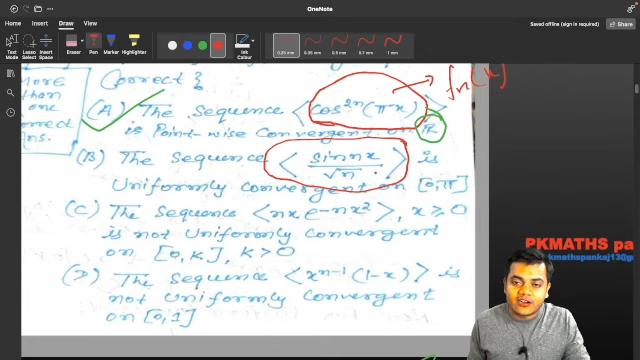 OneNote
Saved offline (sign in required)
Home Insert Draw View
Text Mode
Lasso Select
Insert Space
Eraser
Pen
Marker
Highlighter
0.25 mm
0.35 mm
0.5 mm
0.7 mm
1 mm
Ink Color
More than one correct Ans.
Correct ?
fn(x)
(A) The Sequence < cos²ⁿ(πx) >
is Point-wise Convergent on ℝ
(B) The Sequence < sin nx / √n > is
Uniformly Convergent on [0,π]
(C) The Sequence <nx e-nx²>, x ≥ 0
is not Uniformly Convergent
on [0, K], K>0
(D) The Sequence <xⁿ⁻¹ (1-x)> is
not Uniformly Convergent
on [0,1]
PKMATHS pa